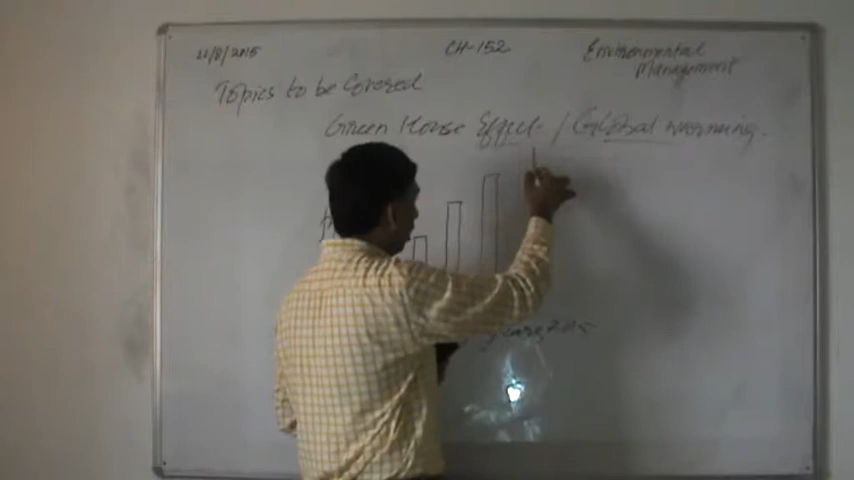 11/8/2015 CH-152 Environmental
Management
Topics to be Covered
Green House Effect / Global warming.